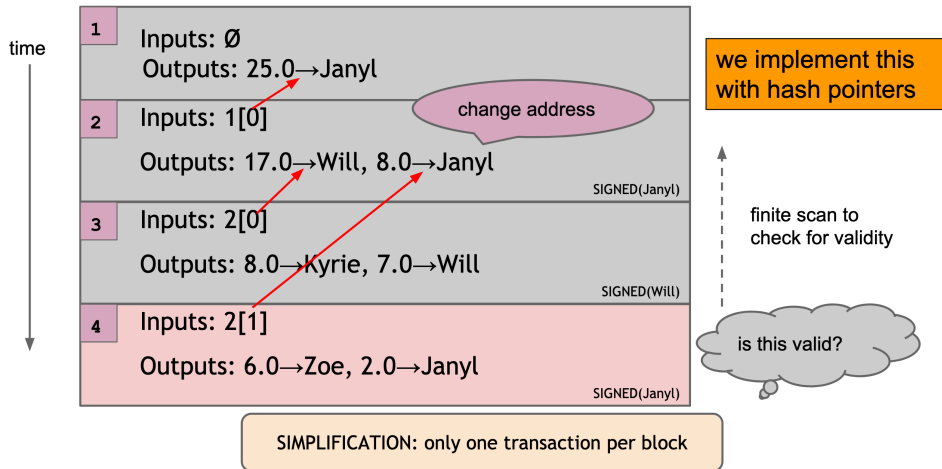 time
1
Inputs: Ø
Outputs: 25.0→Janyl
2
Inputs: 1[0]
change address
Outputs: 17.0→Will, 8.0→Janyl
SIGNED(Janyl)
3
Inputs: 2[0]
Outputs: 8.0→Kyrie, 7.0→Will
SIGNED(Will)
4
Inputs: 2[1]
Outputs: 6.0→Zoe, 2.0→Janyl
SIGNED(Janyl)
we implement this
with hash pointers
finite scan to
check for validity
is this valid?
SIMPLIFICATION: only one transaction per block